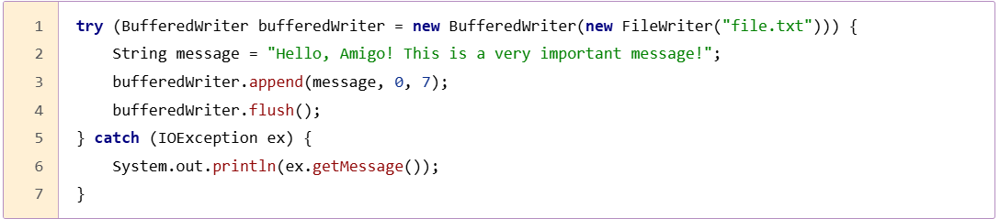 1 try (BufferedWriter bufferedWriter = new BufferedWriter(new FileWriter("file.txt"))) {
2 String message = "Hello, Amigo! This is a very important message!";
3 bufferedWriter.append(message, 0, 7);
4 bufferedWriter.flush();
5 } catch (IOException ex) {
6 System.out.println(ex.getMessage());
7 }